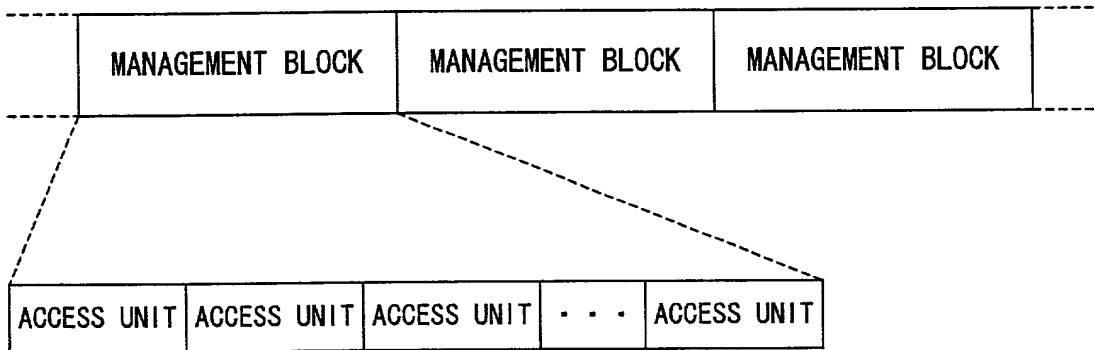 MANAGEMENT BLOCK MANAGEMENT BLOCK MANAGEMENT BLOCK
ACCESS UNIT ACCESS UNIT ACCESS UNIT · · · ACCESS UNIT